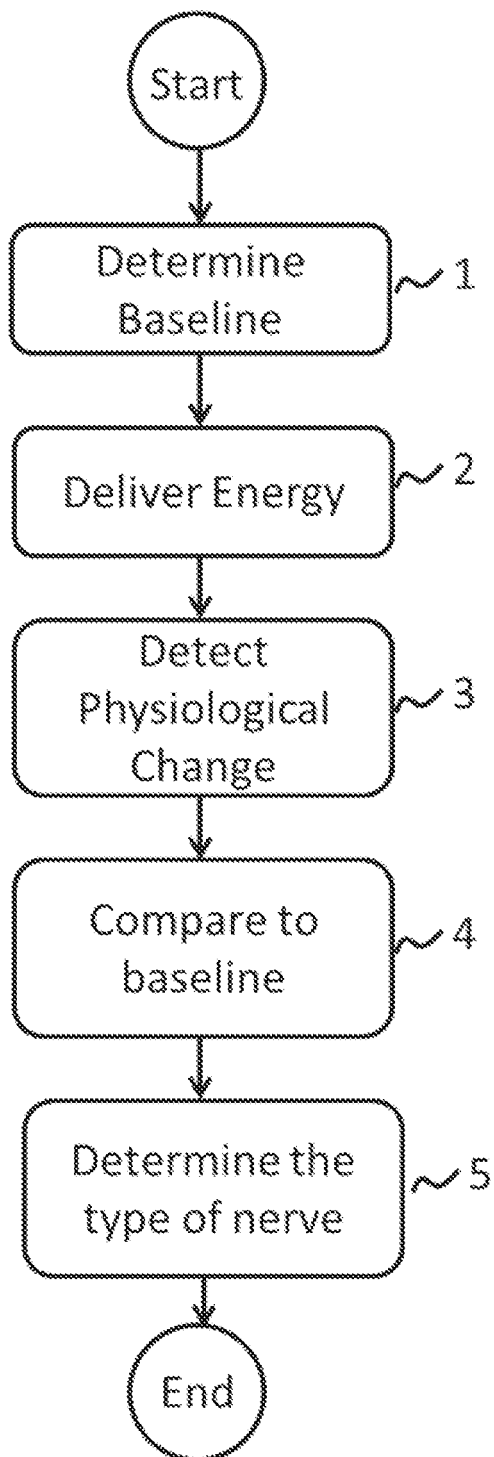 Start
Determine
Baseline
1
Deliver Energy
2
Detect
Physiological
Change
3
Compare to
baseline
4
Determine the
type of nerve
5
End